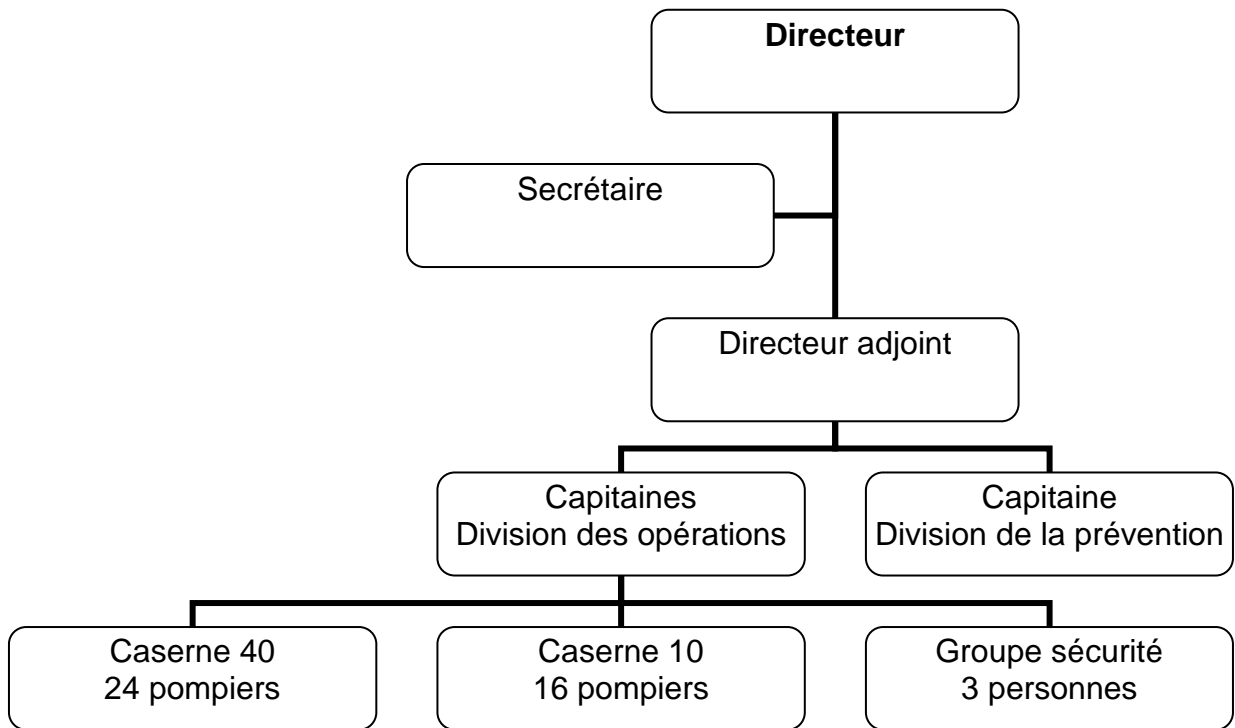 Directeur
Secrétaire
Directeur adjoint
Capitaines
Division des opérations
Capitaine
Division de la prévention
Caserne 40
24 pompiers
Caserne 10
16 pompiers
Groupe sécurité
3 personnes